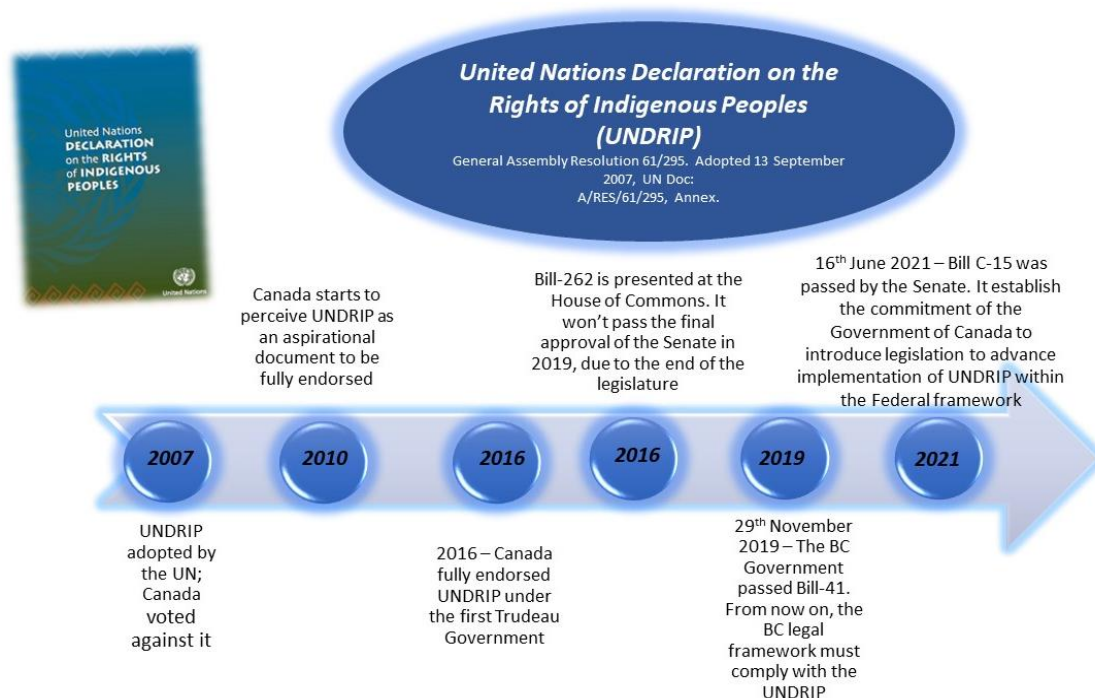 United Nations
DECLARATION
on the RIGHTS
of INDIGENOUS
PEOPLES
United Nations
United Nations Declaration on the
Rights of Indigenous Peoples
(UNDRIP)
General Assembly Resolution 61/295. Adopted 13 September
2007, UN Doc:
A/RES/61/295, Annex.
Canada starts to
perceive UNDRIP as
an aspirational
document to be
fully endorsed
Bill-262 is presented at the
House of Commons. It
won't pass the final
approval of the Senate in
2019, due to the end of the
legislature
16th June 2021 – Bill C-15 was
passed by the Senate. It establish
the commitment of the
Government of Canada to
introduce legislation to advance
implementation of UNDRIP within
the Federal framework
2007
2010
2016
2016
2019
2021
UNDRIP
adopted by
the UN;
Canada
voted
against it
2016 – Canada
fully endorsed
UNDRIP under
the first Trudeau
Government
29th November
2019 – The BC
Government
passed Bill-41.
From now on, the
BC legal
framework must
comply with the
UNDRIP